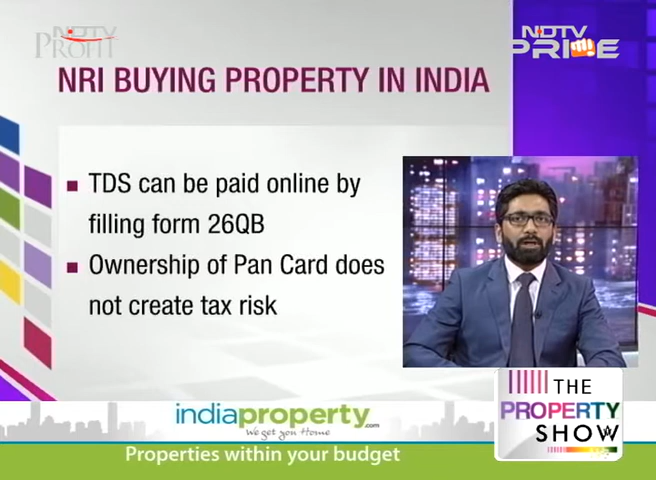 NDTV
PROFIT
NDTV
PRIME
NRI BUYING PROPERTY IN INDIA
TDS can be paid online by
filling form 26QB
Ownership of Pan Card does
not create tax risk
THE
PROPERTY
SHOW
indiaproperty.com
We get you Home
Properties within your budget